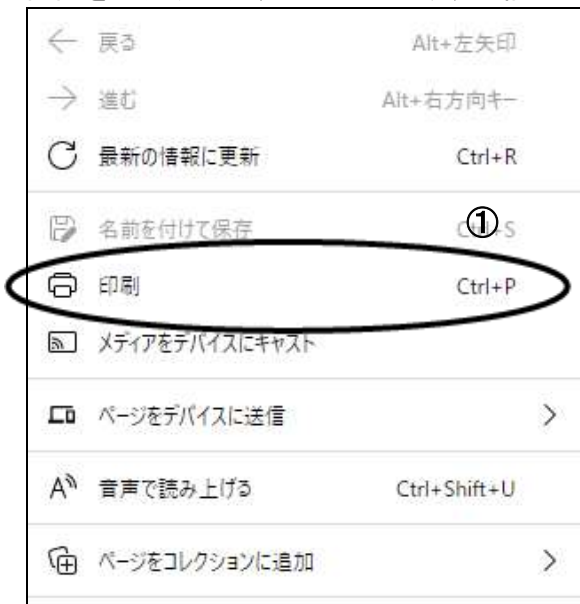 戻る Alt+左矢印
進む Alt+右方向キー
最新の情報に更新 Ctrl+R
名前を付けて保存
①
印刷 Ctrl+P
メディアをデバイスにキャスト
ページをデバイスに送信
音声で読み上げる Ctrl+Shift+U
ページをコレクションに追加